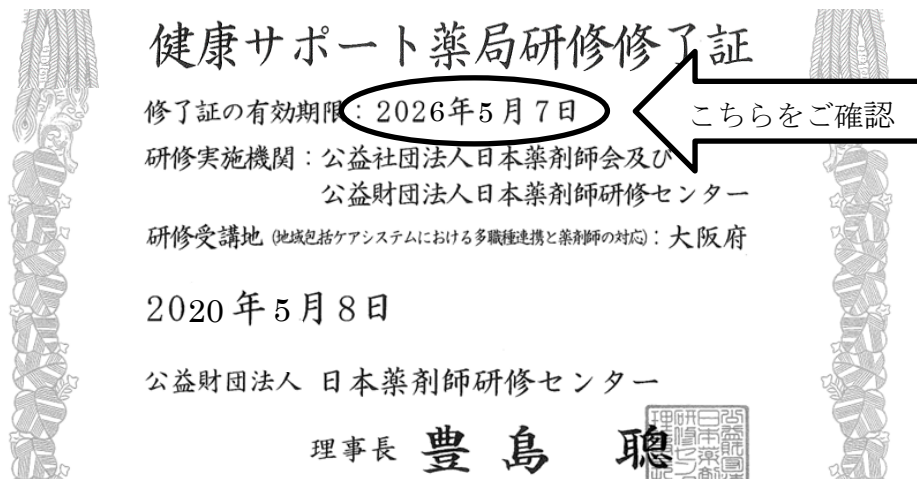 健康サポート薬局研修修了証
修了証の有効期限：2026年5月7日
こちらをご確認
研修実施機関：公益社団法人日本薬剤師会及び
公益財団法人日本薬剤師研修センター
研修受講地（地域包括ケアシステムにおける多職種連携と薬剤師の対応）：大阪府
2020年5月8日
公益財団法人 日本薬剤師研修センター
理事長 豊島 聰